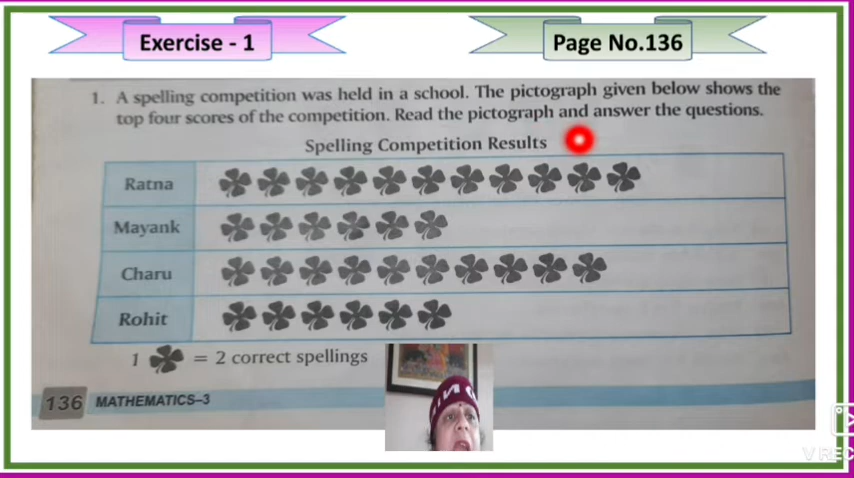 Exercise - 1
Page No.136
1. A spelling competition was held in a school. The pictograph given below shows the
top four scores of the competition. Read the pictograph and answer the questions.
Spelling Competition Results
Ratna
Mayank
Charu
Rohit
1 = 2 correct spellings
136 MATHEMATICS–3